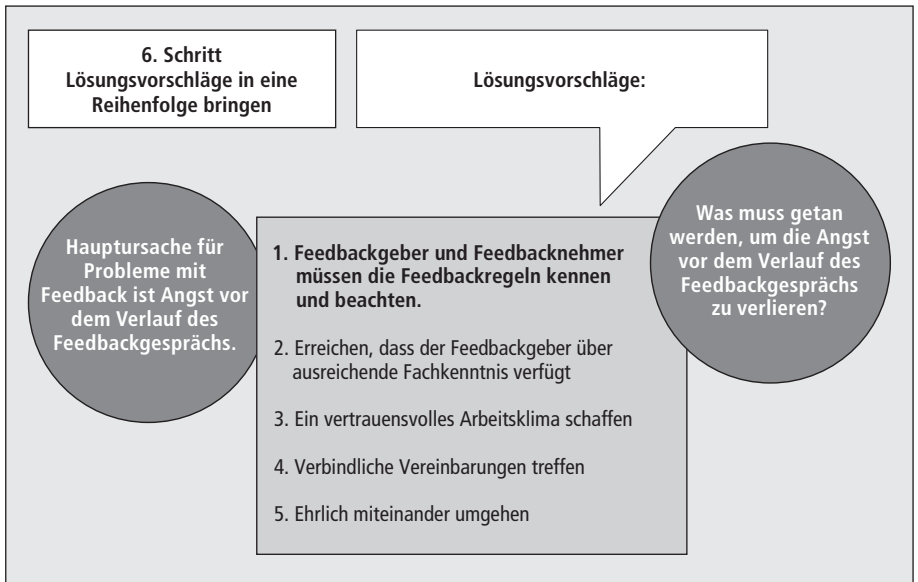 6. Schritt
Lösungsvorschläge in eine
Reihenfolge bringen
Lösungsvorschläge:
Hauptursache für
Probleme mit
Feedback ist Angst vor
dem Verlauf des
Feedbackgesprächs.
1. Feedbackgeber und Feedbacknehmer
müssen die Feedbackregeln kennen
und beachten.
2. Erreichen, dass der Feedbackgeber über
ausreichende Fachkenntnis verfügt
3. Ein vertrauensvolles Arbeitsklima schaffen
4. Verbindliche Vereinbarungen treffen
5. Ehrlich miteinander umgehen
Was muss getan
werden, um die Angst
vor dem Verlauf des
Feedbackgesprächs
zu verlieren?